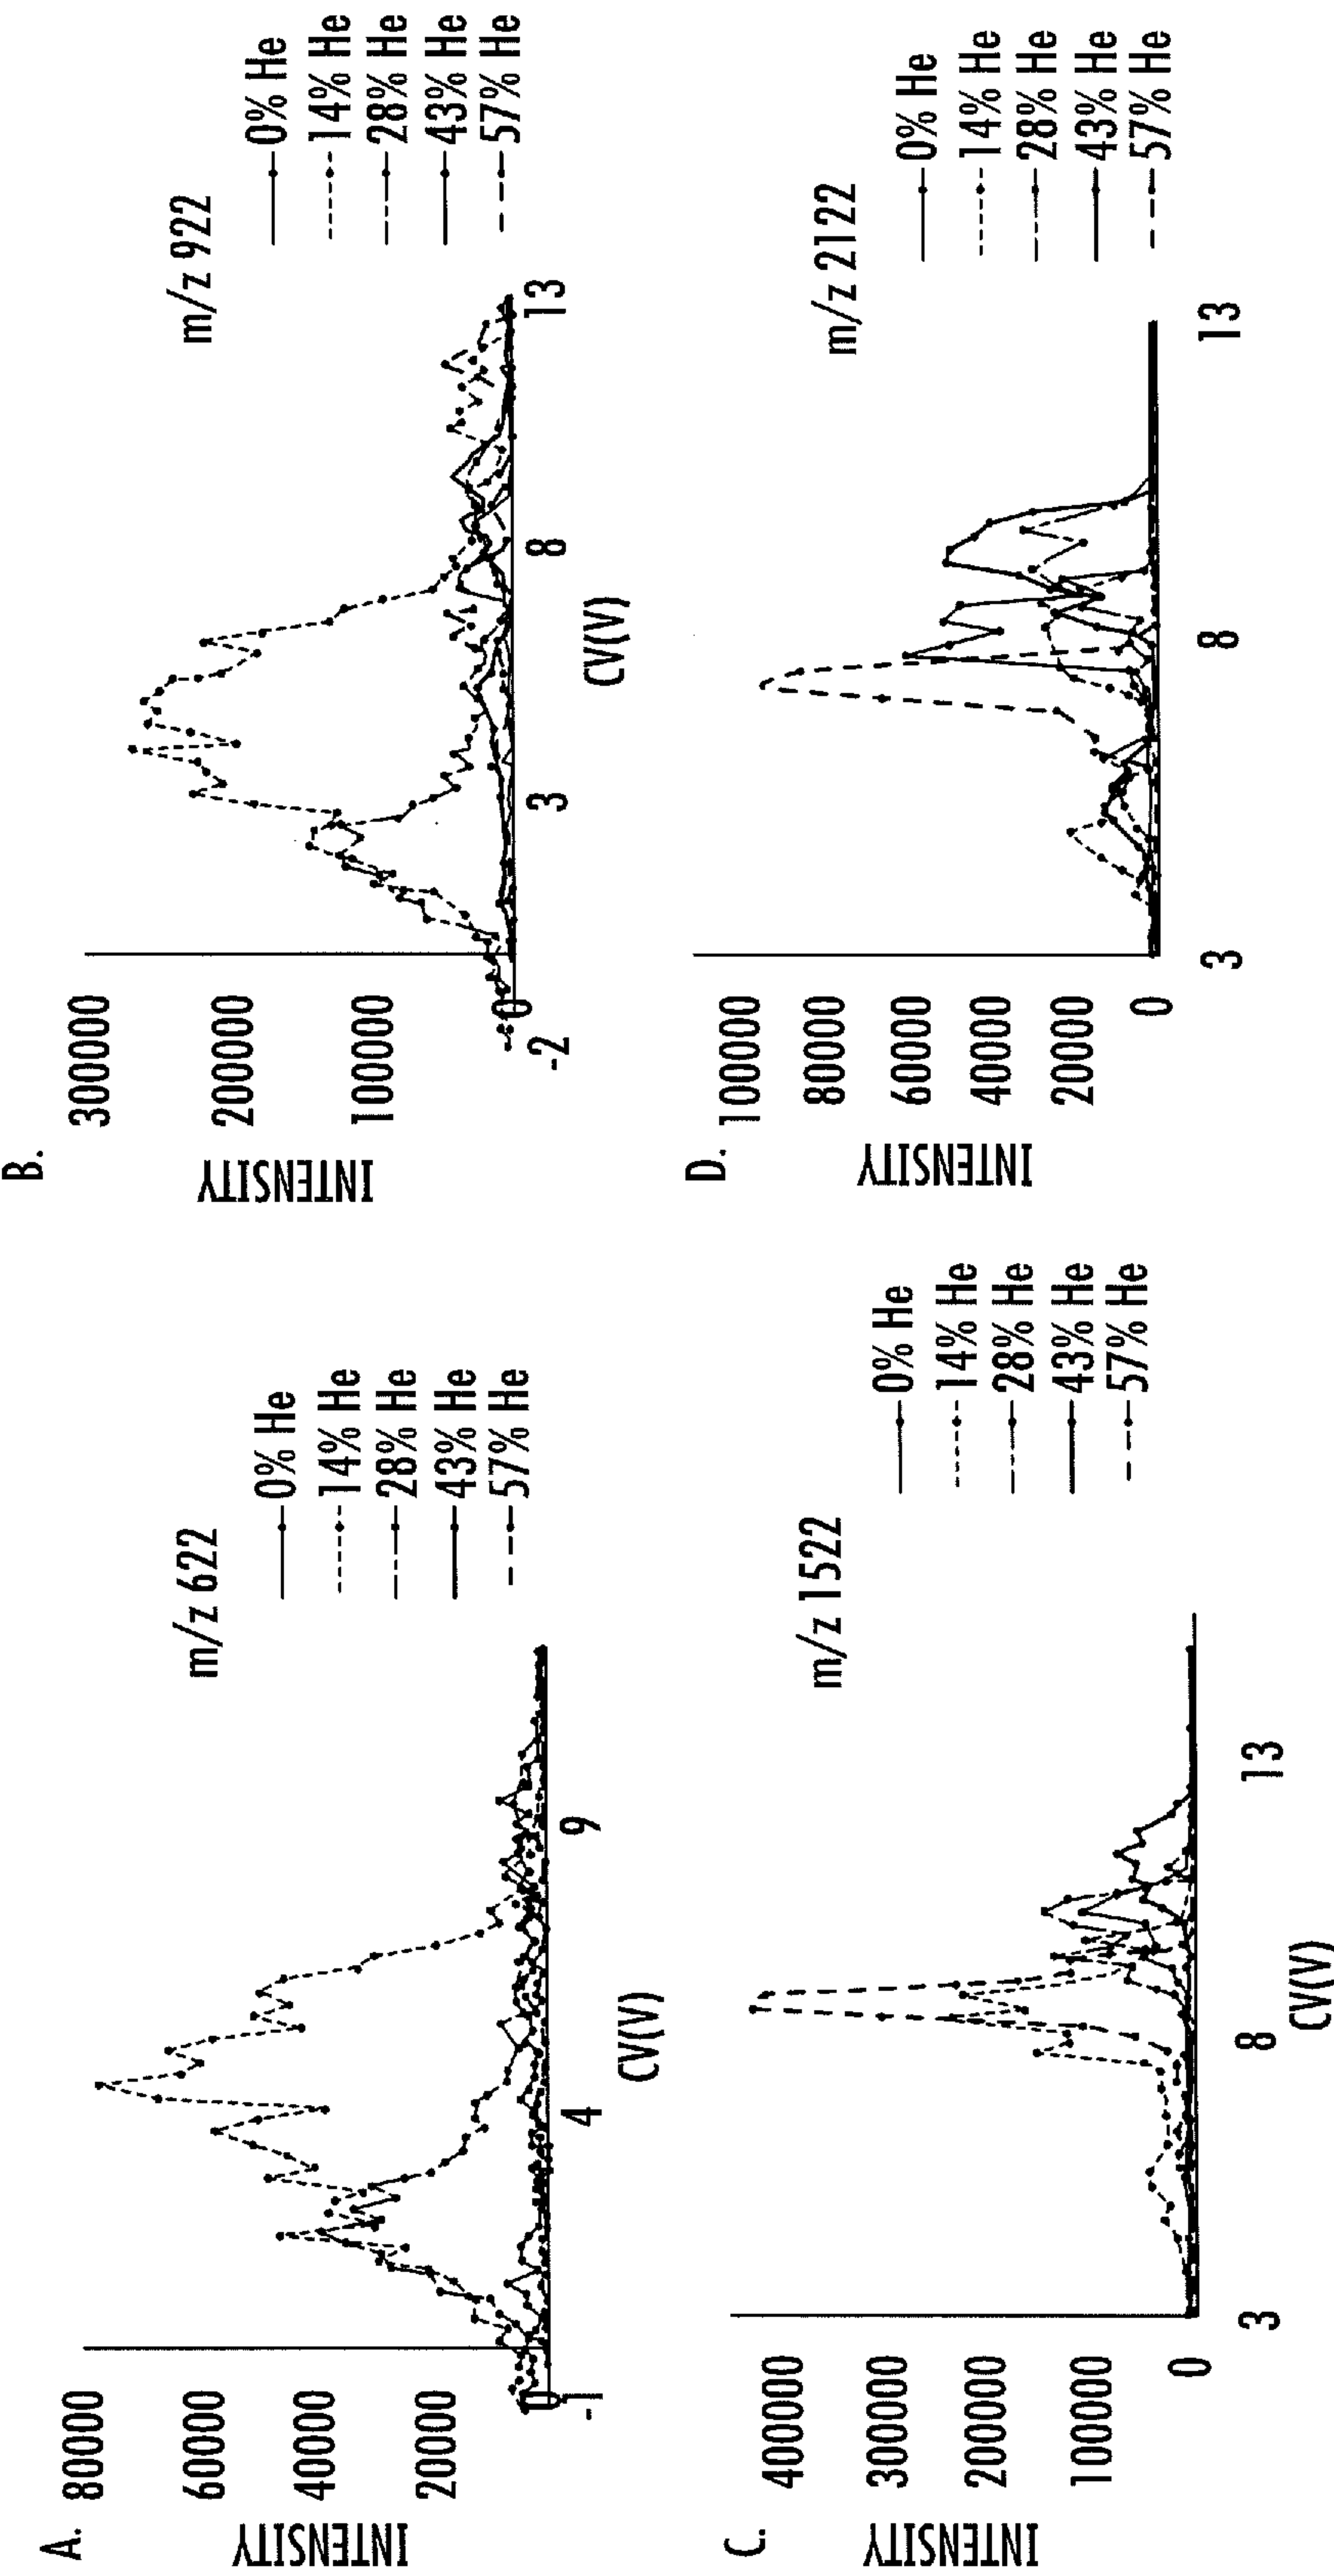 A.
INTENSITY
80000
60000
40000
20000
0
-1
4
9
CV(V)
m/z 622
0% He
14% He
28% He
43% He
57% He
B.
INTENSITY
300000
200000
100000
0
-2
3
8
13
CV(V)
m/z 922
0% He
14% He
28% He
43% He
57% He
C.
INTENSITY
400000
300000
200000
100000
0
3
8
13
CV(V)
m/z 1522
0% He
14% He
28% He
43% He
57% He
D.
INTENSITY
100000
80000
60000
40000
20000
0
3
8
13
m/z 2122
0% He
14% He
28% He
43% He
57% He